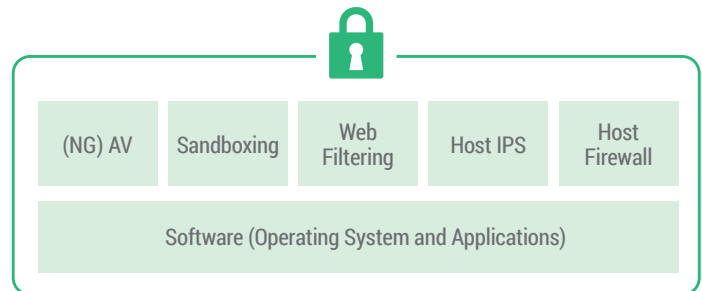 (NG) AV
Sandboxing
Web
Filtering
Host IPS
Host
Firewall
Software (Operating System and Applications)